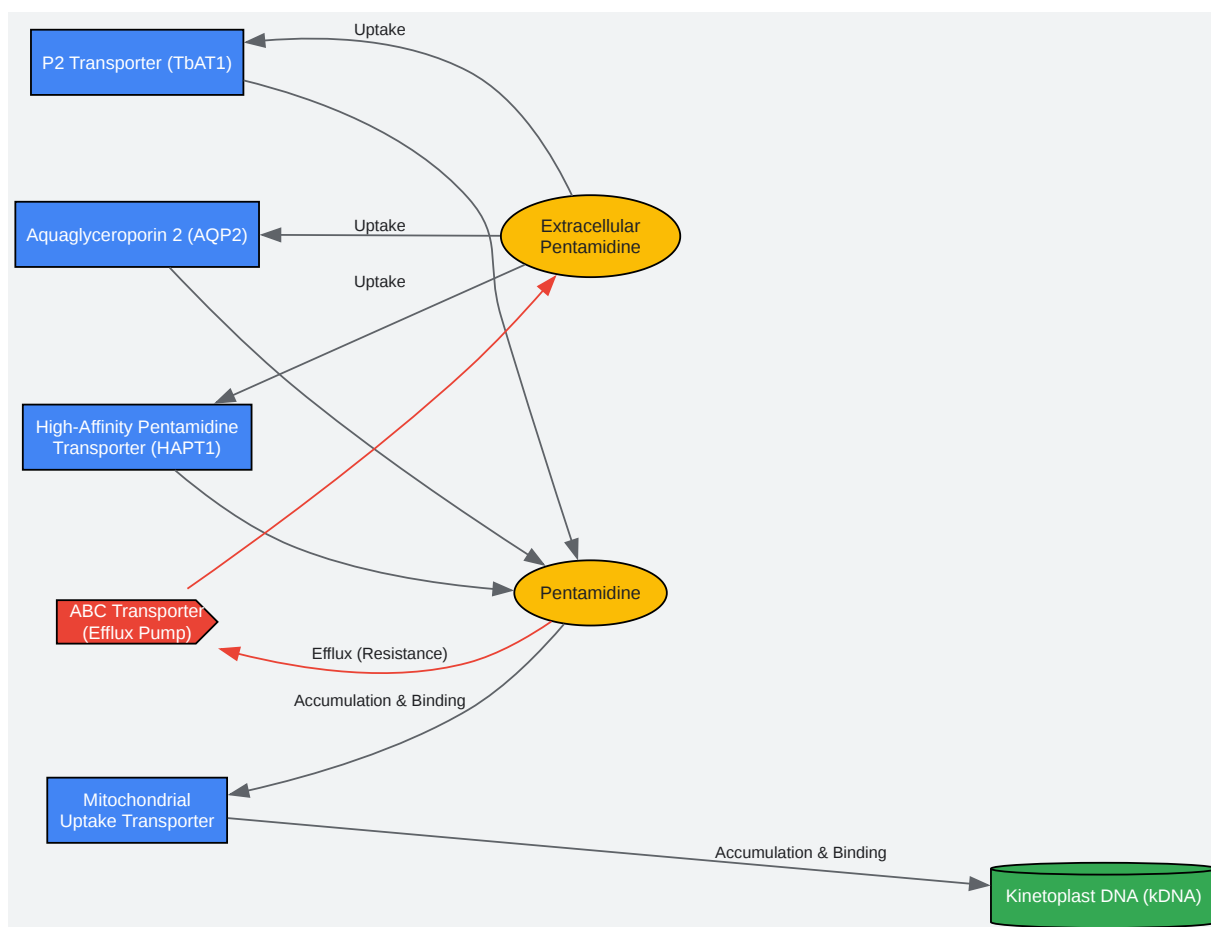 Uptake
P2 Transporter (TbAT1)
Uptake
Extracellular
Pentamidine
Aquaglyceroporin 2 (AQP2)
Uptake
High-Affinity Pentamidine
Transporter (HAPT1)
Pentamidine
ABC Transporter
(Efflux Pump)
Efflux (Resistance)
Accumulation & Binding
Mitochondrial
Uptake Transporter
Accumulation & Binding
Kinetoplast DNA (kDNA)